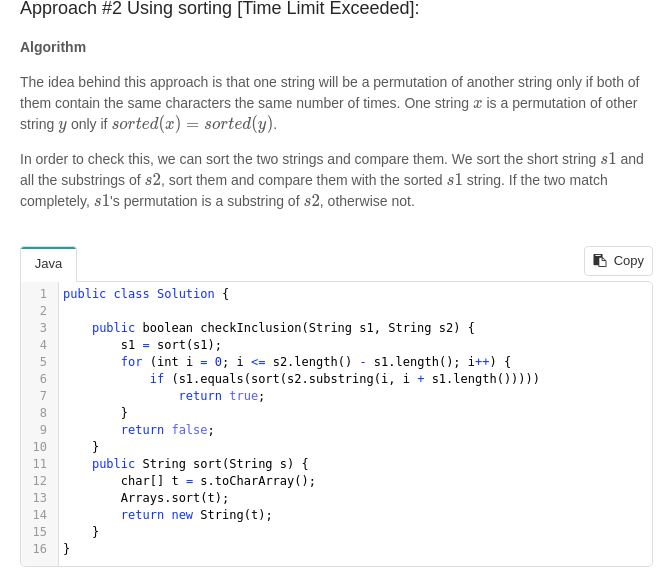 Approach #2 Using sorting [Time Limit Exceeded]:
Algorithm
The idea behind this approach is that one string will be a permutation of another string only if both of
them contain the same characters the same number of times. One string x is a permutation of other
string y only if sorted(x) = sorted(y).
In order to check this, we can sort the two strings and compare them. We sort the short string s1 and
all the substrings of s2, sort them and compare them with the sorted s1 string. If the two match
completely, s1's permutation is a substring of s2, otherwise not.
Java
Copy
1 public class Solution {
2
3     public boolean checkInclusion(String s1, String s2) {
4         s1 = sort(s1);
5         for (int i = 0; i <= s2.length() - s1.length(); i++) {
6             if (s1.equals(sort(s2.substring(i, i + s1.length()))))
7                 return true;
8         }
9         return false;
10     }
11     public String sort(String s) {
12         char[] t = s.toCharArray();
13         Arrays.sort(t);
14         return new String(t);
15     }
16 }